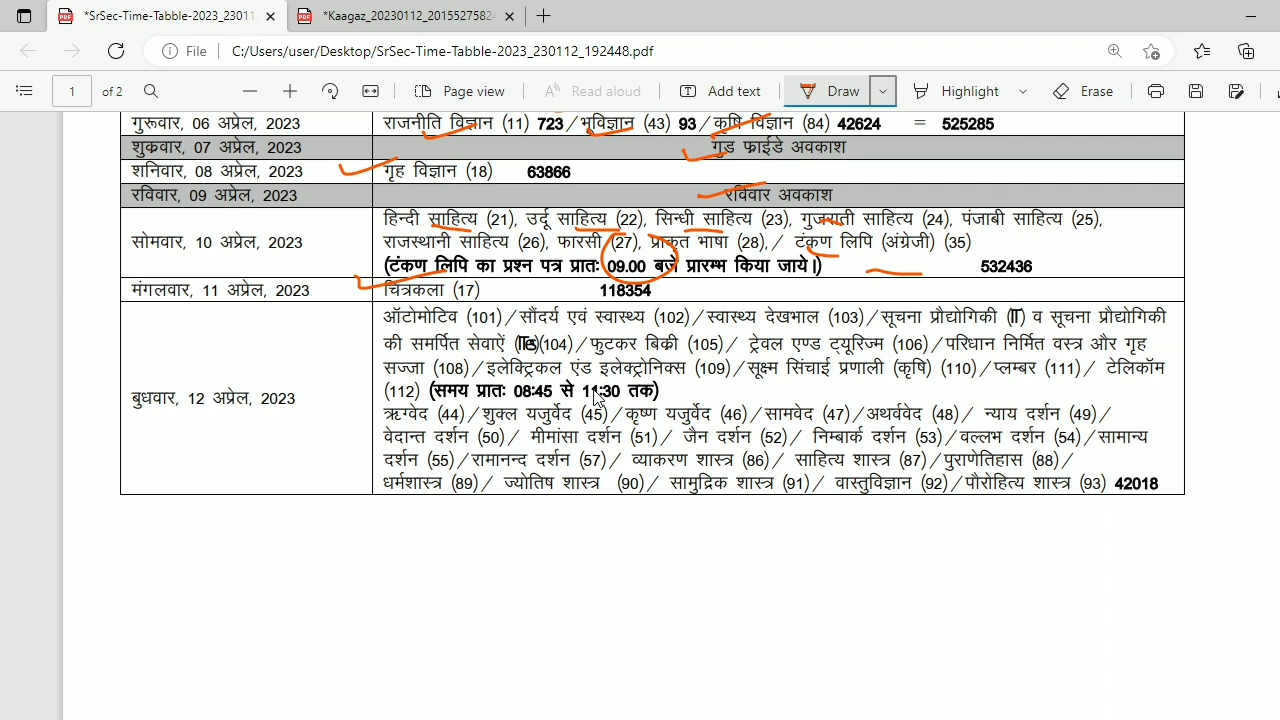 *SrSec-Time-Tabble-2023_23011
*Kaagaz_20230112_2015527582
File C:/Users/user/Desktop/SrSec-Time-Tabble-2023_230112_192448.pdf
1 of 2 Page view Read aloud Add text Draw Highlight Erase
गुरूवार, 06 अप्रेल, 2023 राजनीति विज्ञान (11) 723/भूविज्ञान (43) 93/कृषि विज्ञान (84) 42624 = 525285
शुक्रवार, 07 अप्रेल, 2023 गुड फ्राईडे अवकाश
शनिवार, 08 अप्रेल, 2023 गृह विज्ञान (18) 63866
रविवार, 09 अप्रेल, 2023 रविवार अवकाश
सोमवार, 10 अप्रेल, 2023
हिन्दी साहित्य (21), उर्दू साहित्य (22), सिन्धी साहित्य (23), गुजराती साहित्य (24), पंजाबी साहित्य (25),
राजस्थानी साहित्य (26), फारसी (27), प्राकृत भाषा (28),/ टंकण लिपि (अंग्रेजी) (35)
(टंकण लिपि का प्रश्न पत्र प्रातः 09.00 बजे प्रारम्भ किया जाये।) 532436
मंगलवार, 11 अप्रेल, 2023 चित्रकला (17) 118354
बुधवार, 12 अप्रेल, 2023
ऑटोमोटिव (101)/सौंदर्य एवं स्वास्थ्य (102)/स्वास्थ्य देखभाल (103)/सूचना प्रौद्योगिकी (IT) व सूचना प्रौद्योगिकी
की समर्पित सेवाऐं (ITes)(104)/फुटकर बिक्री (105)/ ट्रेवल एण्ड ट्यूरिज्म (106)/परिधान निर्मित वस्त्र और गृह
सज्जा (108)/इलेक्ट्रिकल एंड इलेक्ट्रोनिक्स (109)/सूक्ष्म सिंचाई प्रणाली (कृषि) (110)/प्लम्बर (111)/ टेलिकॉम
(112) (समय प्रातः 08:45 से 11:30 तक)
ऋग्वेद (44)/शुक्ल यजुर्वेद (45)/कृष्ण यजुर्वेद (46)/सामवेद (47)/अथर्ववेद (48)/ न्याय दर्शन (49)/
वेदान्त दर्शन (50)/ मीमांसा दर्शन (51)/ जैन दर्शन (52)/ निम्बार्क दर्शन (53)/वल्लभ दर्शन (54)/सामान्य
दर्शन (55)/रामानन्द दर्शन (57)/ व्याकरण शास्त्र (86)/ साहित्य शास्त्र (87)/पुराणेतिहास (88)/
धर्मशास्त्र (89)/ ज्योतिष शास्त्र (90)/ सामुद्रिक शास्त्र (91)/ वास्तुविज्ञान (92)/पौरोहित्य शास्त्र (93) 42018